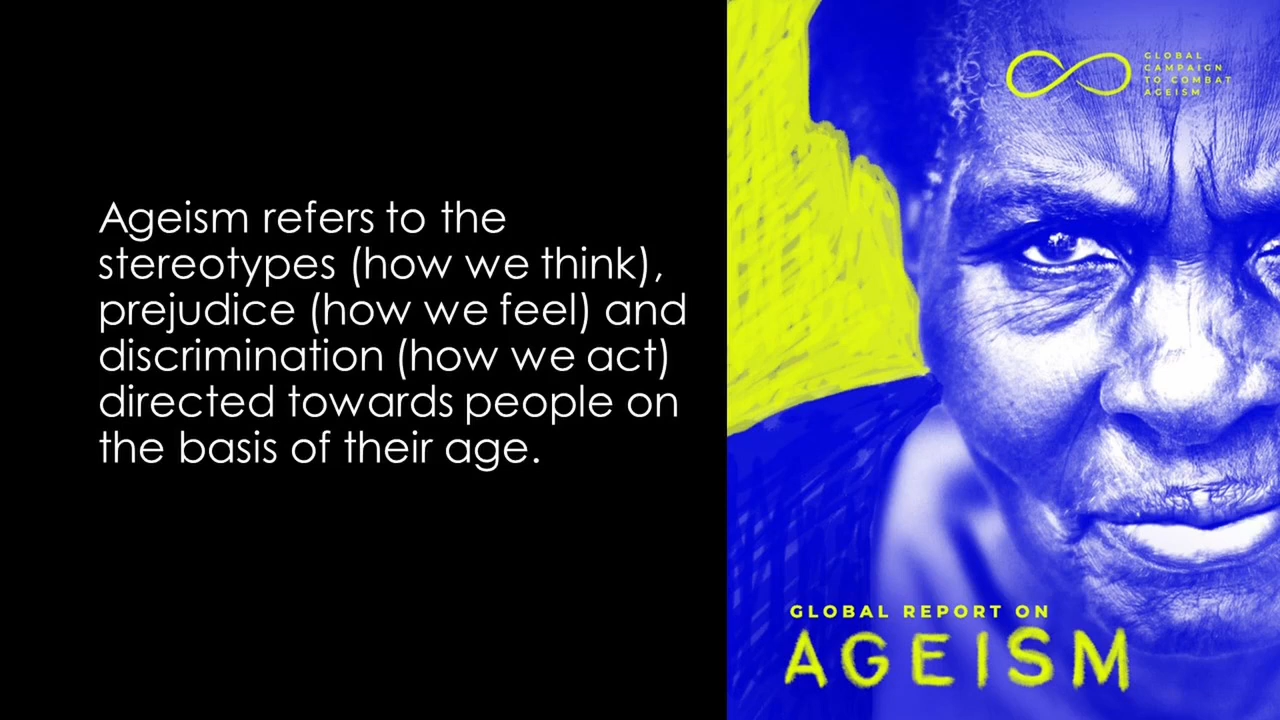 Ageism refers to the
stereotypes (how we think),
prejudice (how we feel) and
discrimination (how we act)
directed towards people on
the basis of their age.
GLOBAL
CAMPAIGN
TO COMBAT
AGEISM
GLOBAL REPORT ON
AGEISM